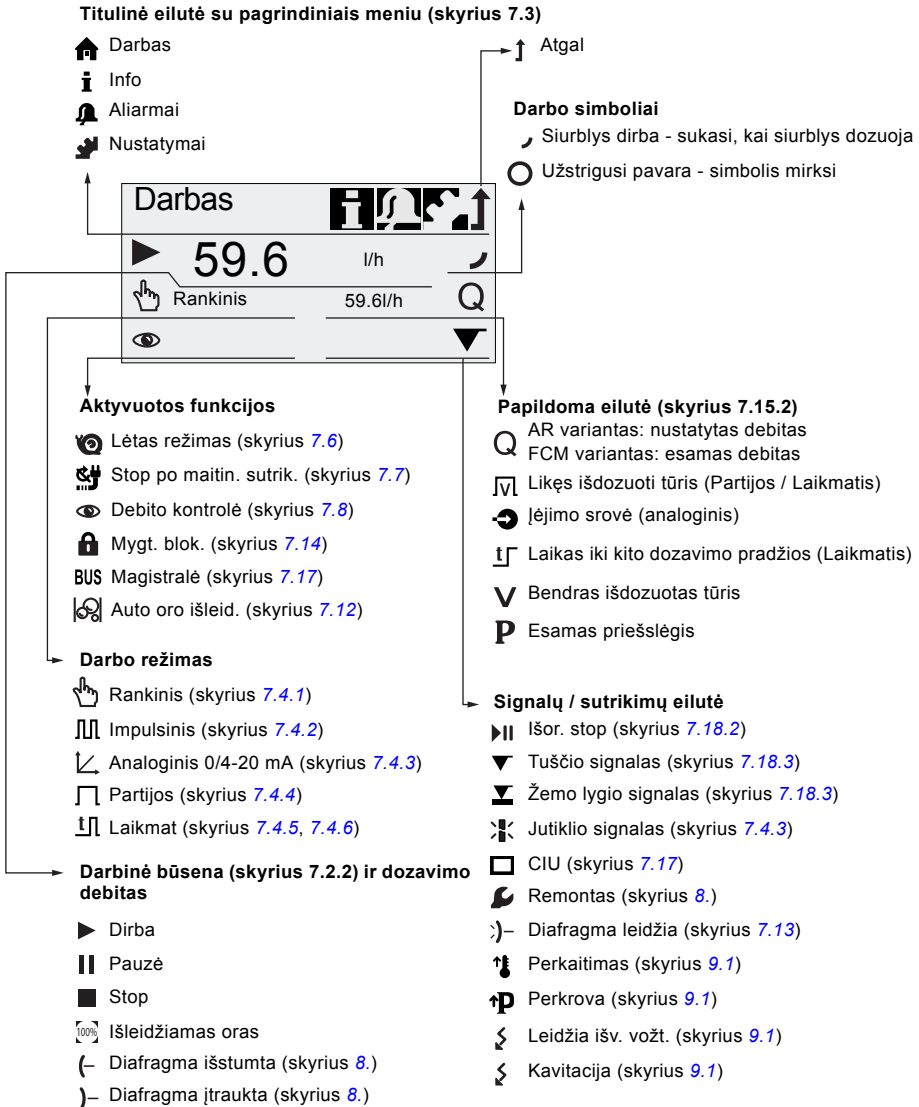 Titulinė eilutė su pagrindiniais meniu (skyrius 7.3)
Darbas
Info
Aliarmai
Nustatymai
Atgal
Darbo simboliai
Siurblys dirba - sukasi, kai siurblys dozuoja
Užstrigusi pavara - simbolis mirksi
Darbas
59.6 l/h
Rankinis 59.6l/h Q
Aktyvuotos funkcijos
Lėtas režimas (skyrius 7.6)
Stop po maitin. sutrik. (skyrius 7.7)
Debito kontrolė (skyrius 7.8)
Mygt. blok. (skyrius 7.14)
BUS Magistralė (skyrius 7.17)
Auto oro išleid. (skyrius 7.12)
Darbo režimas
Rankinis (skyrius 7.4.1)
Impulsinis (skyrius 7.4.2)
Analoginis 0/4-20 mA (skyrius 7.4.3)
Partijos (skyrius 7.4.4)
t Laikmat (skyrius 7.4.5, 7.4.6)
Darbinė būsena (skyrius 7.2.2) ir dozavimo
debitas
Dirba
Pauzė
Stop
100% Išleidžiamas oras
Diafragma išstumta (skyrius 8.)
Diafragma įtraukta (skyrius 8.)
Papildoma eilutė (skyrius 7.15.2)
Q AR variantas: nustatytas debitas
FCM variantas: esamas debitas
V Likęs išdozuoti tūris (Partijos / Laikmatis)
Įėjimo srovė (analoginis)
t Laikas iki kito dozavimo pradžios (Laikmatis)
V Bendras išdozuotas tūris
P Esamas priešslėgis
Signalų / sutrikimų eilutė
Išor. stop (skyrius 7.18.2)
Tuščio signalas (skyrius 7.18.3)
Žemo lygio signalas (skyrius 7.18.3)
Jutiklio signalas (skyrius 7.4.3)
CIU (skyrius 7.17)
Remontas (skyrius 8.)
Diafragma leidžia (skyrius 7.13)
Perkaitimas (skyrius 9.1)
P Perkrova (skyrius 9.1)
Leidžia išv. vožt. (skyrius 9.1)
Kavitacija (skyrius 9.1)